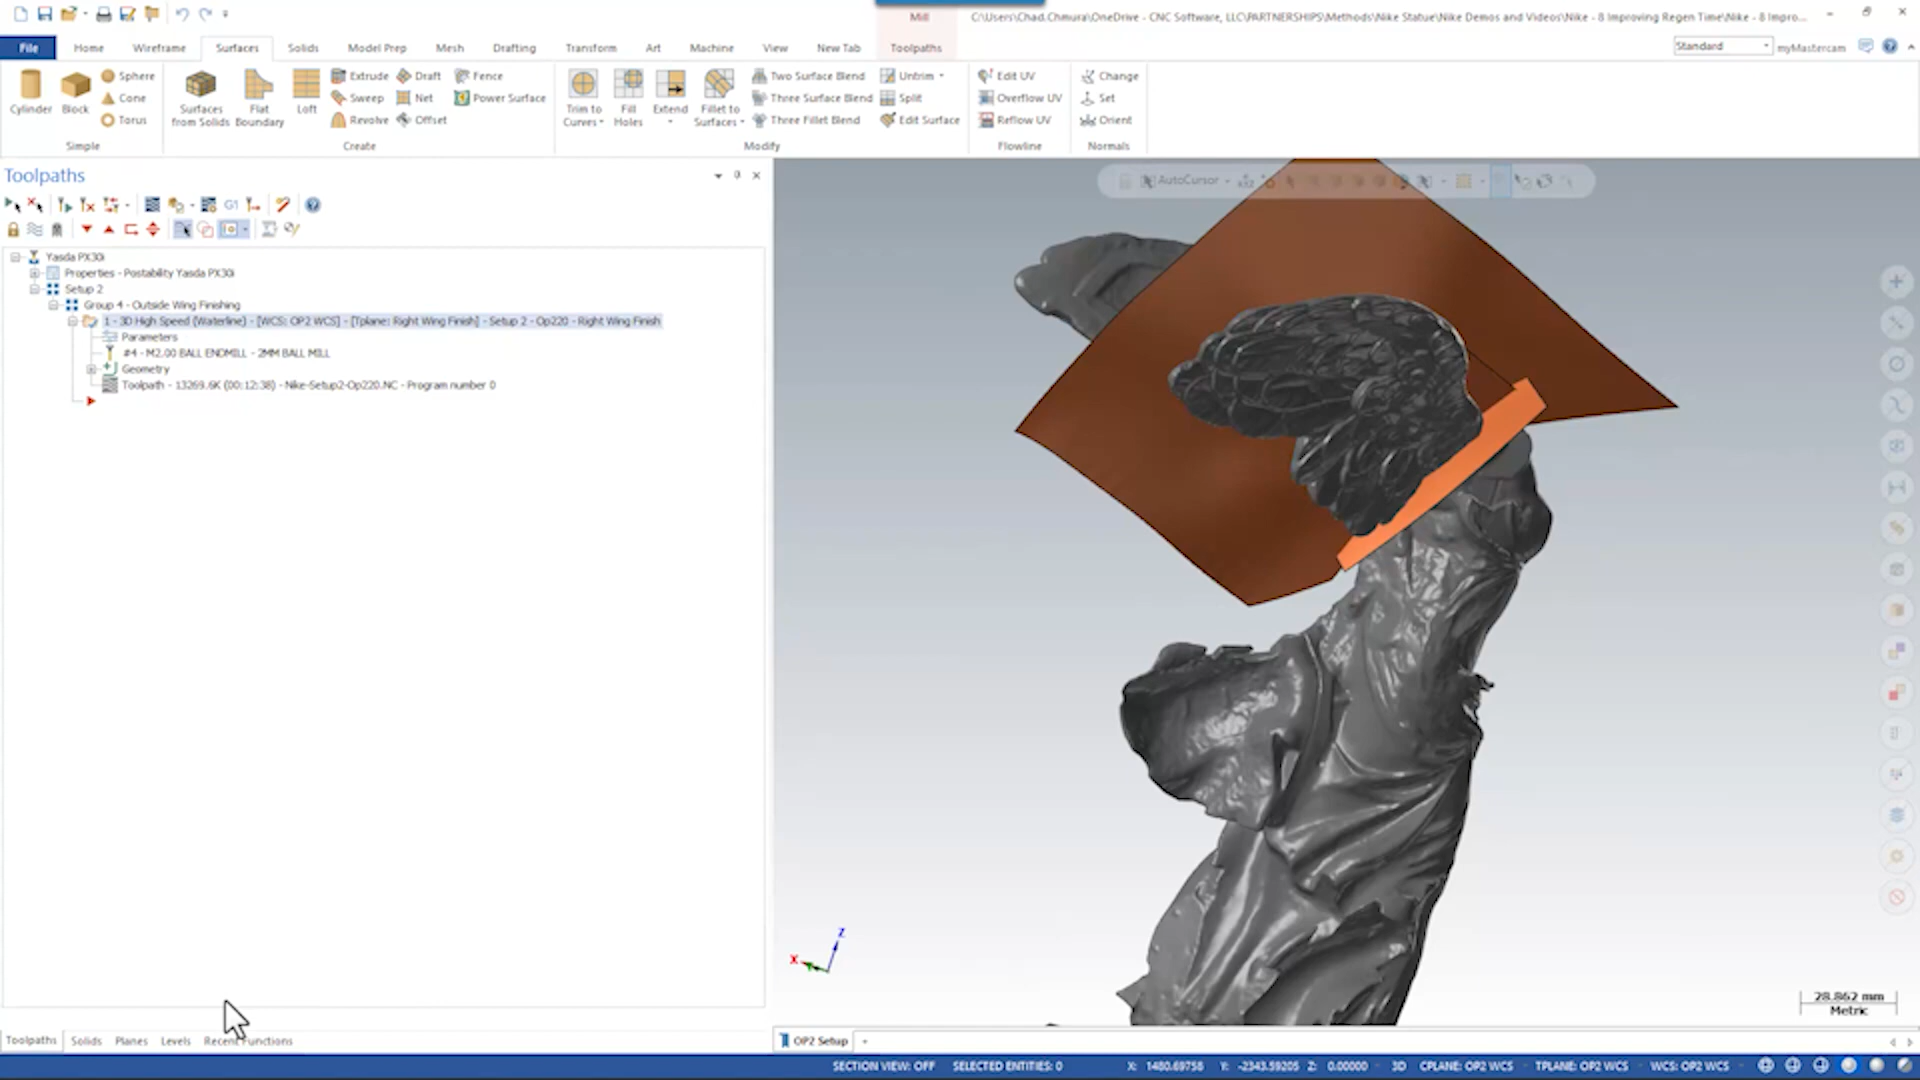 Mill
C:\Users\Chad.Chmura\OneDrive - CNC Software, LLC\PARTNERSHIPS\Methods\Nike Statue\Nike Demos and Videos\Nike - 8 Improving Regen Time\Nike - 8 Impro...
File Home Wireframe Surfaces Solids Model Prep Mesh Drafting Transform Art Machine View New Tab Toolpaths
Standard myMastercam
Cylinder Block Sphere Cone Torus
Simple
Surfaces from Solids Flat Boundary Loft Extrude Sweep Revolve Draft Net Offset Fence Power Surface
Create
Trim to Curves Fill Holes Extend Fillet to Surfaces Two Surface Blend Three Surface Blend Three Fillet Blend Untrim Split Edit Surface
Modify
Edit UV Overflow UV Reflow UV
Flowline
Change Set Orient
Normals
Toolpaths
AutoCursor
G1
Yasda PX30i
Properties - Postability Yasda PX30i
Setup 2
Group 4 - Outside Wing Finishing
1 - 3D High Speed (Waterline) - [WCS: OP2 WCS] - [Tplane: Right Wing Finish] - Setup 2 - Op220 - Right Wing Finish
Parameters
#4 - M2.00 BALL ENDMILL - 2MM BALL MILL
Geometry
Toolpath - 13269.6K (00:12:38) - Nike-Setup2-Op220.NC - Program number 0
Z
X
28.862 mm
Metric
Toolpaths Solids Planes Levels Recent Functions
OP2 Setup
SECTION VIEW: OFF SELECTED ENTITIES: 0 X: 1480.69758 Y: -2343.59205 Z: 0.00000 3D CPLANE: OP2 WCS TPLANE: OP2 WCS WCS: OP2 WCS